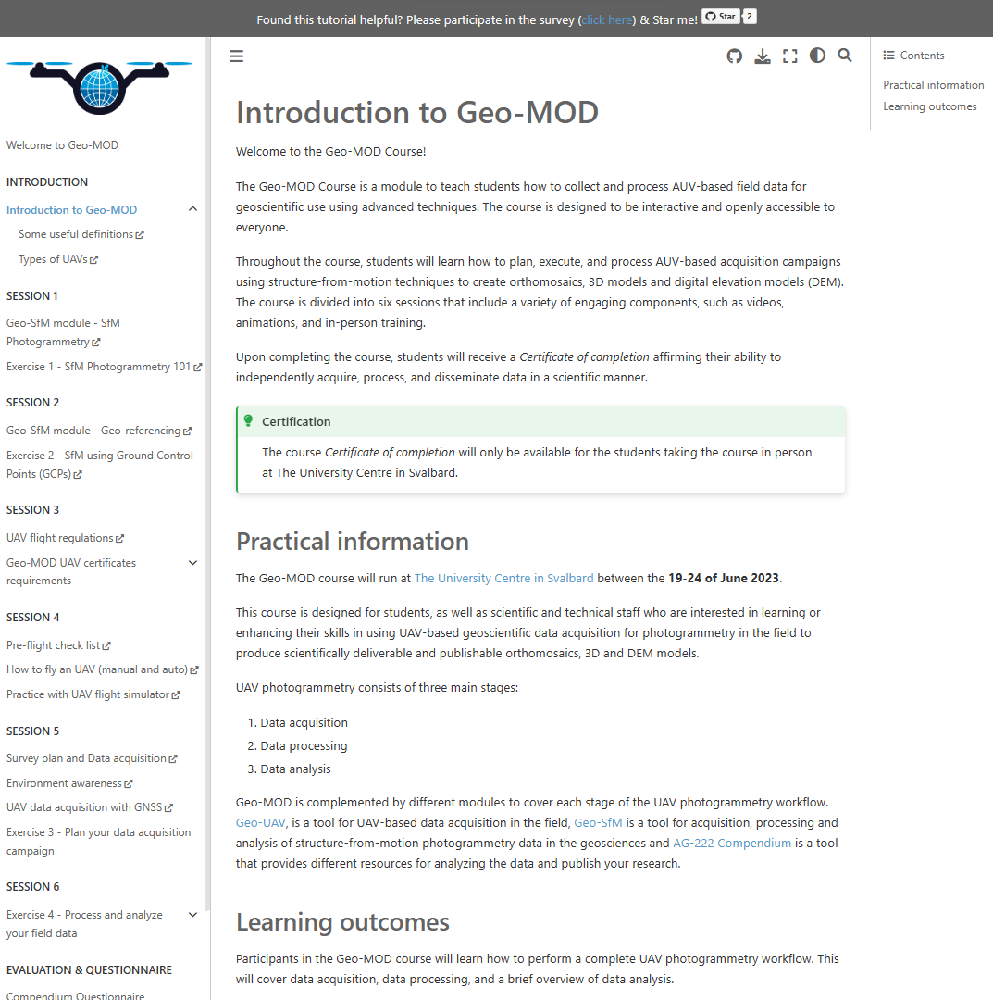 Found this tutorial helpful? Please participate in the survey (click here) & Star me! Star 2
Welcome to Geo-MOD
INTRODUCTION
Introduction to Geo-MOD
Some useful definitions
Types of UAVs
SESSION 1
Geo-SfM module - SfM
Photogrammetry
Exercise 1 - SfM Photogrammetry 101
SESSION 2
Geo-SfM module - Geo-referencing
Exercise 2 - SfM using Ground Control
Points (GCPs)
SESSION 3
UAV flight regulations
Geo-MOD UAV certificates
requirements
SESSION 4
Pre-flight check list
How to fly an UAV (manual and auto)
Practice with UAV flight simulator
SESSION 5
Survey plan and Data acquisition
Environment awareness
UAV data acquisition with GNSS
Exercise 3 - Plan your data acquisition
campaign
SESSION 6
Exercise 4 - Process and analyze
your field data
EVALUATION & QUESTIONNAIRE
Compendium Questionnaire
Introduction to Geo-MOD
Welcome to the Geo-MOD Course!
The Geo-MOD Course is a module to teach students how to collect and process AUV-based field data for
geoscientific use using advanced techniques. The course is designed to be interactive and openly accessible to
everyone.
Throughout the course, students will learn how to plan, execute, and process AUV-based acquisition campaigns
using structure-from-motion techniques to create orthomosaics, 3D models and digital elevation models (DEM).
The course is divided into six sessions that include a variety of engaging components, such as videos,
animations, and in-person training.
Upon completing the course, students will receive a Certificate of completion affirming their ability to
independently acquire, process, and disseminate data in a scientific manner.
Certification
The course Certificate of completion will only be available for the students taking the course in person
at The University Centre in Svalbard.
Practical information
The Geo-MOD course will run at The University Centre in Svalbard between the 19-24 of June 2023.
This course is designed for students, as well as scientific and technical staff who are interested in learning or
enhancing their skills in using UAV-based geoscientific data acquisition for photogrammetry in the field to
produce scientifically deliverable and publishable orthomosaics, 3D and DEM models.
UAV photogrammetry consists of three main stages:
1. Data acquisition
2. Data processing
3. Data analysis
Geo-MOD is complemented by different modules to cover each stage of the UAV photogrammetry workflow.
Geo-UAV, is a tool for UAV-based data acquisition in the field, Geo-SfM is a tool for acquisition, processing and
analysis of structure-from-motion photogrammetry data in the geosciences and AG-222 Compendium is a tool
that provides different resources for analyzing the data and publish your research.
Learning outcomes
Participants in the Geo-MOD course will learn how to perform a complete UAV photogrammetry workflow. This
will cover data acquisition, data processing, and a brief overview of data analysis.
Contents
Practical information
Learning outcomes